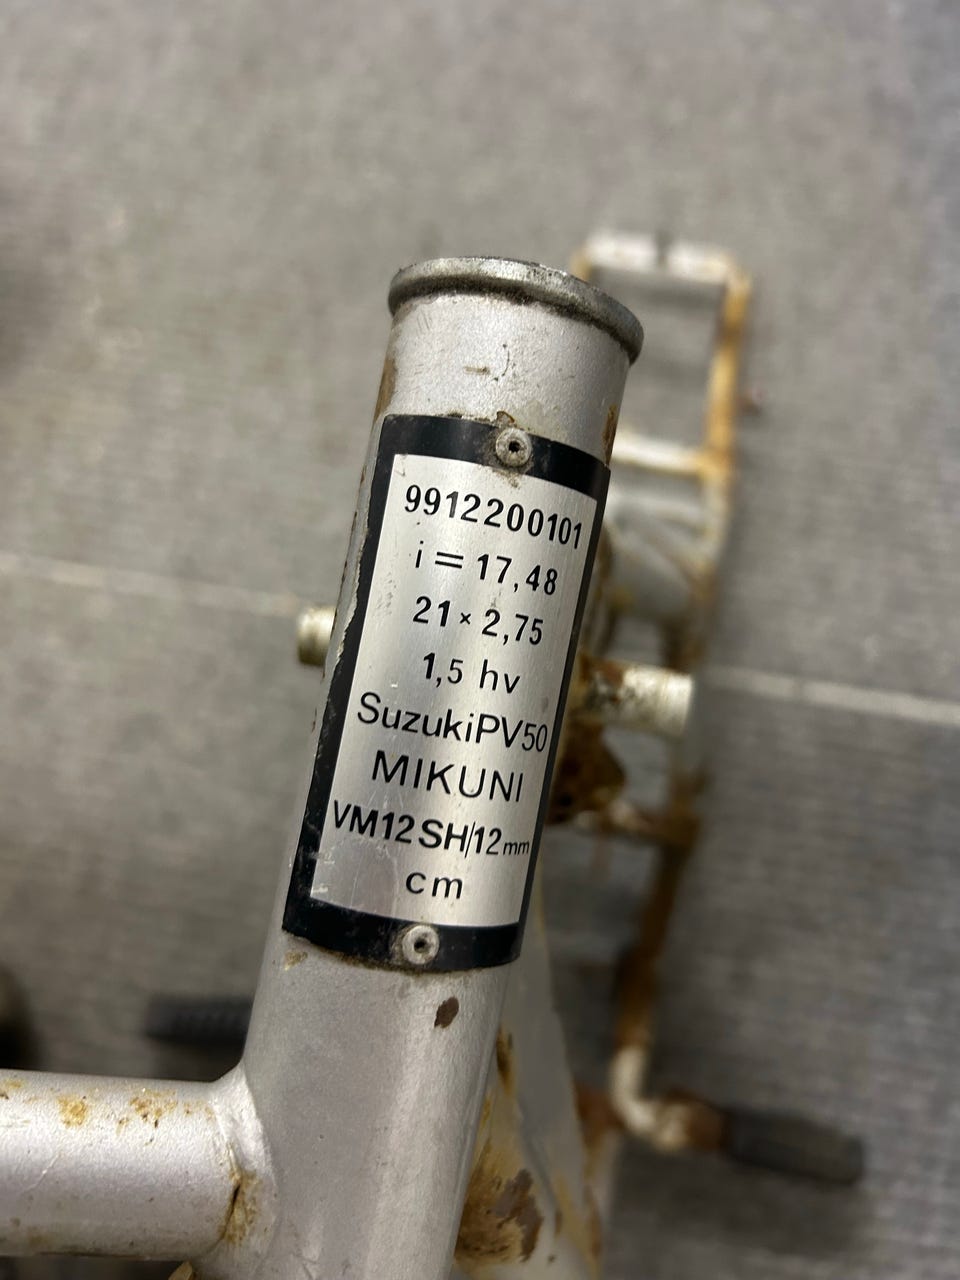 9912200101
i = 17,48
21 × 2,75
1,5 hv
SuzukiPV50
MIKUNI
VM12SH/12mm
cm